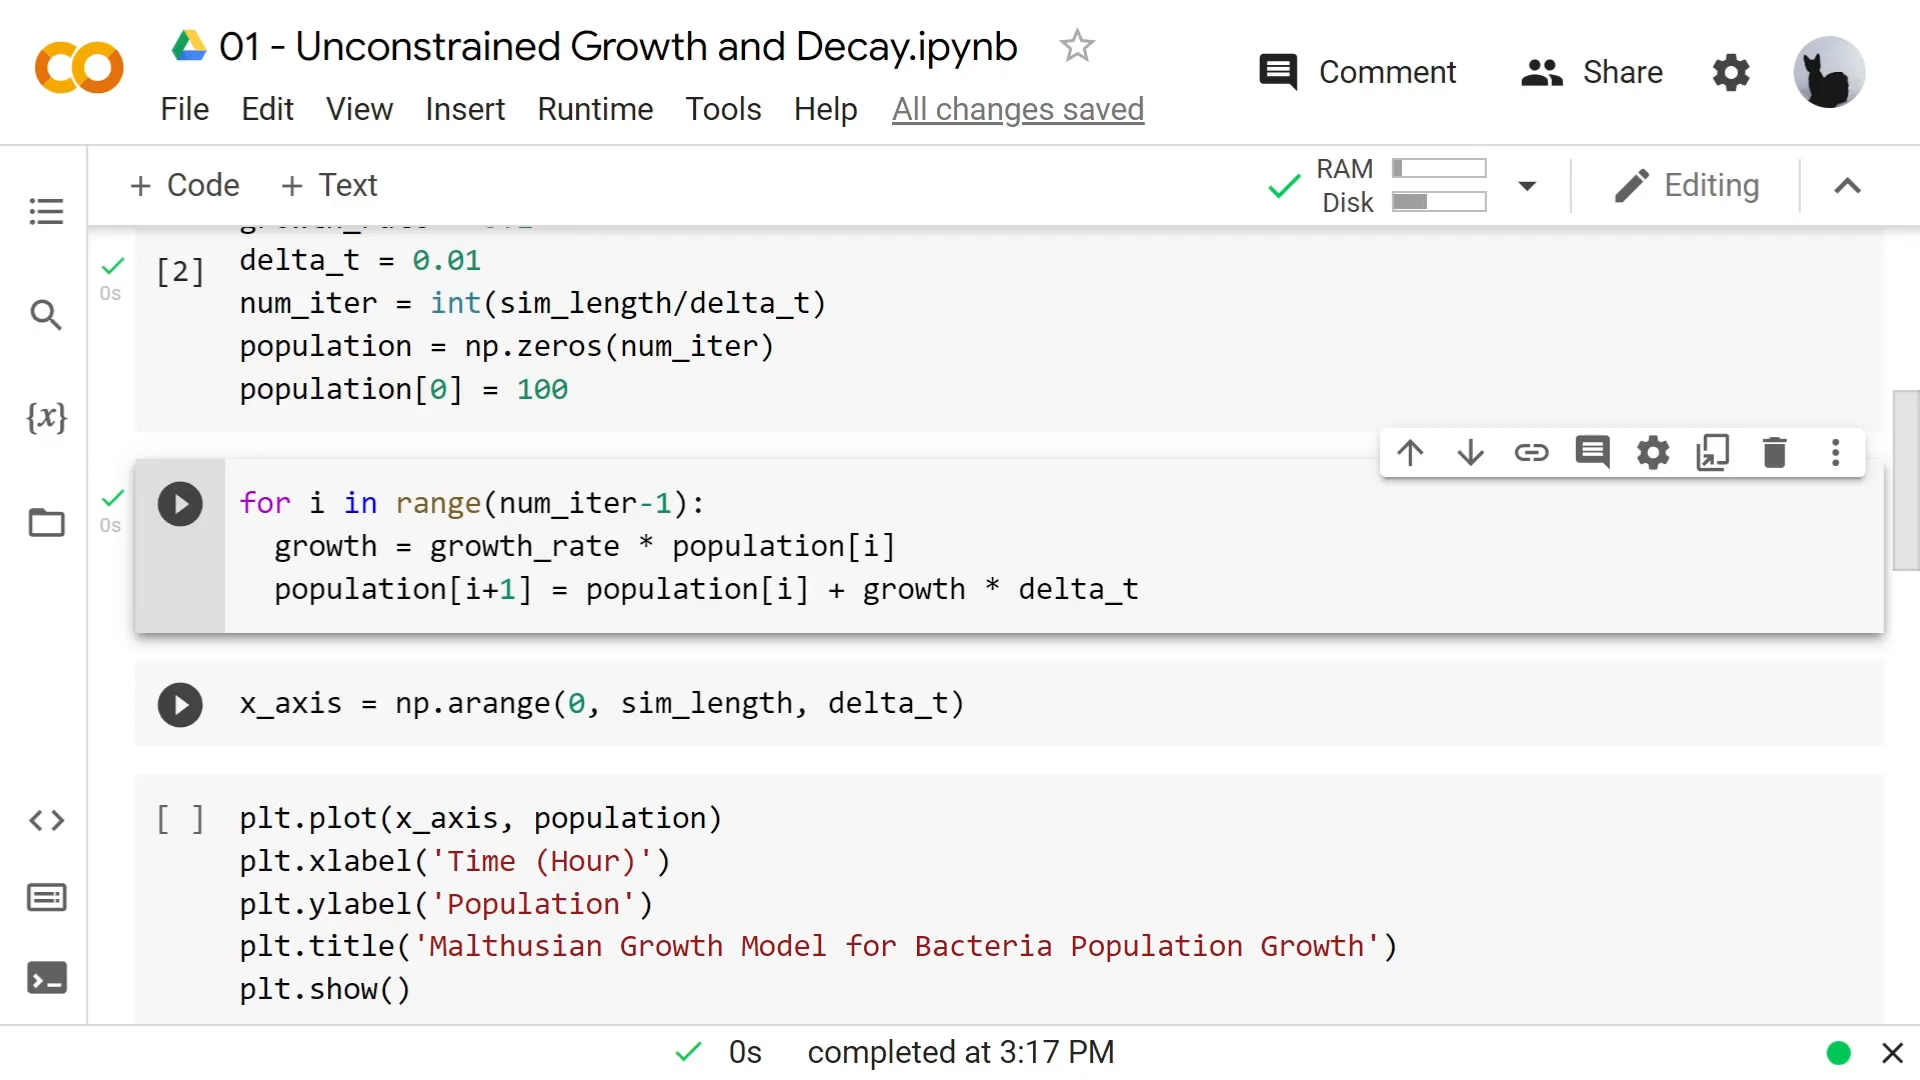 01 - Unconstrained Growth and Decay.ipynb
Comment
Share
File Edit View Insert Runtime Tools Help All changes saved
+ Code + Text
RAM
Disk
Editing
[2]
0s
delta_t = 0.01
num_iter = int(sim_length/delta_t)
population = np.zeros(num_iter)
population[0] = 100
0s
for i in range(num_iter-1):
growth = growth_rate * population[i]
population[i+1] = population[i] + growth * delta_t
x_axis = np.arange(0, sim_length, delta_t)
[ ]
plt.plot(x_axis, population)
plt.xlabel('Time (Hour)')
plt.ylabel('Population')
plt.title('Malthusian Growth Model for Bacteria Population Growth')
plt.show()
0s completed at 3:17 PM